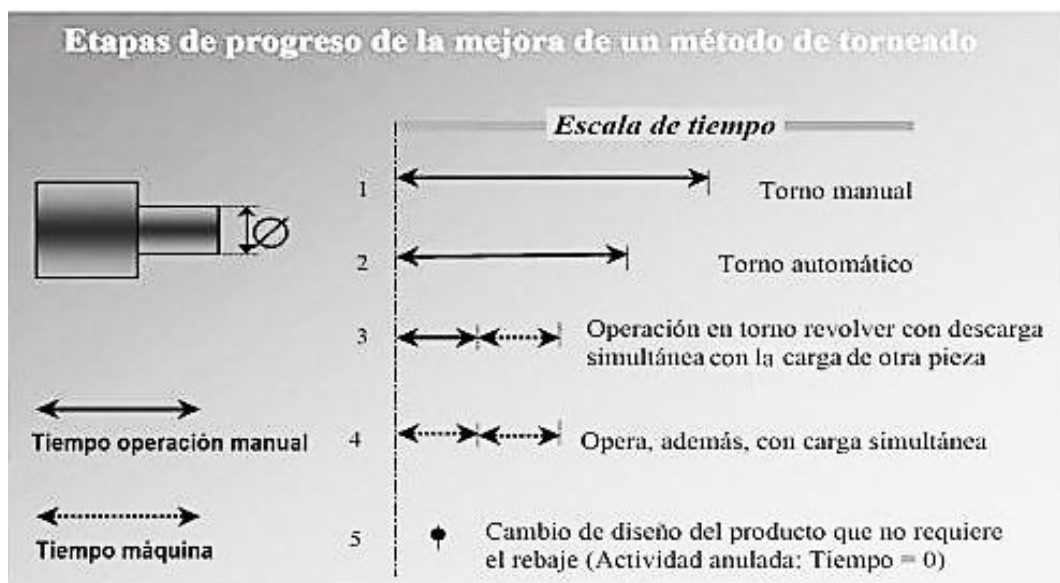 Etapas de progreso de la mejora de un método de torneado
Escala de tiempo
1
Torno manual
2
Torno automático
3
Operación en torno revolver con descarga
simultánea con la carga de otra pieza
Tiempo operación manual
4
Opera, además, con carga simultánea
Tiempo máquina
5
Cambio de diseño del producto que no requiere
el rebaje (Actividad anulada: Tiempo = 0)